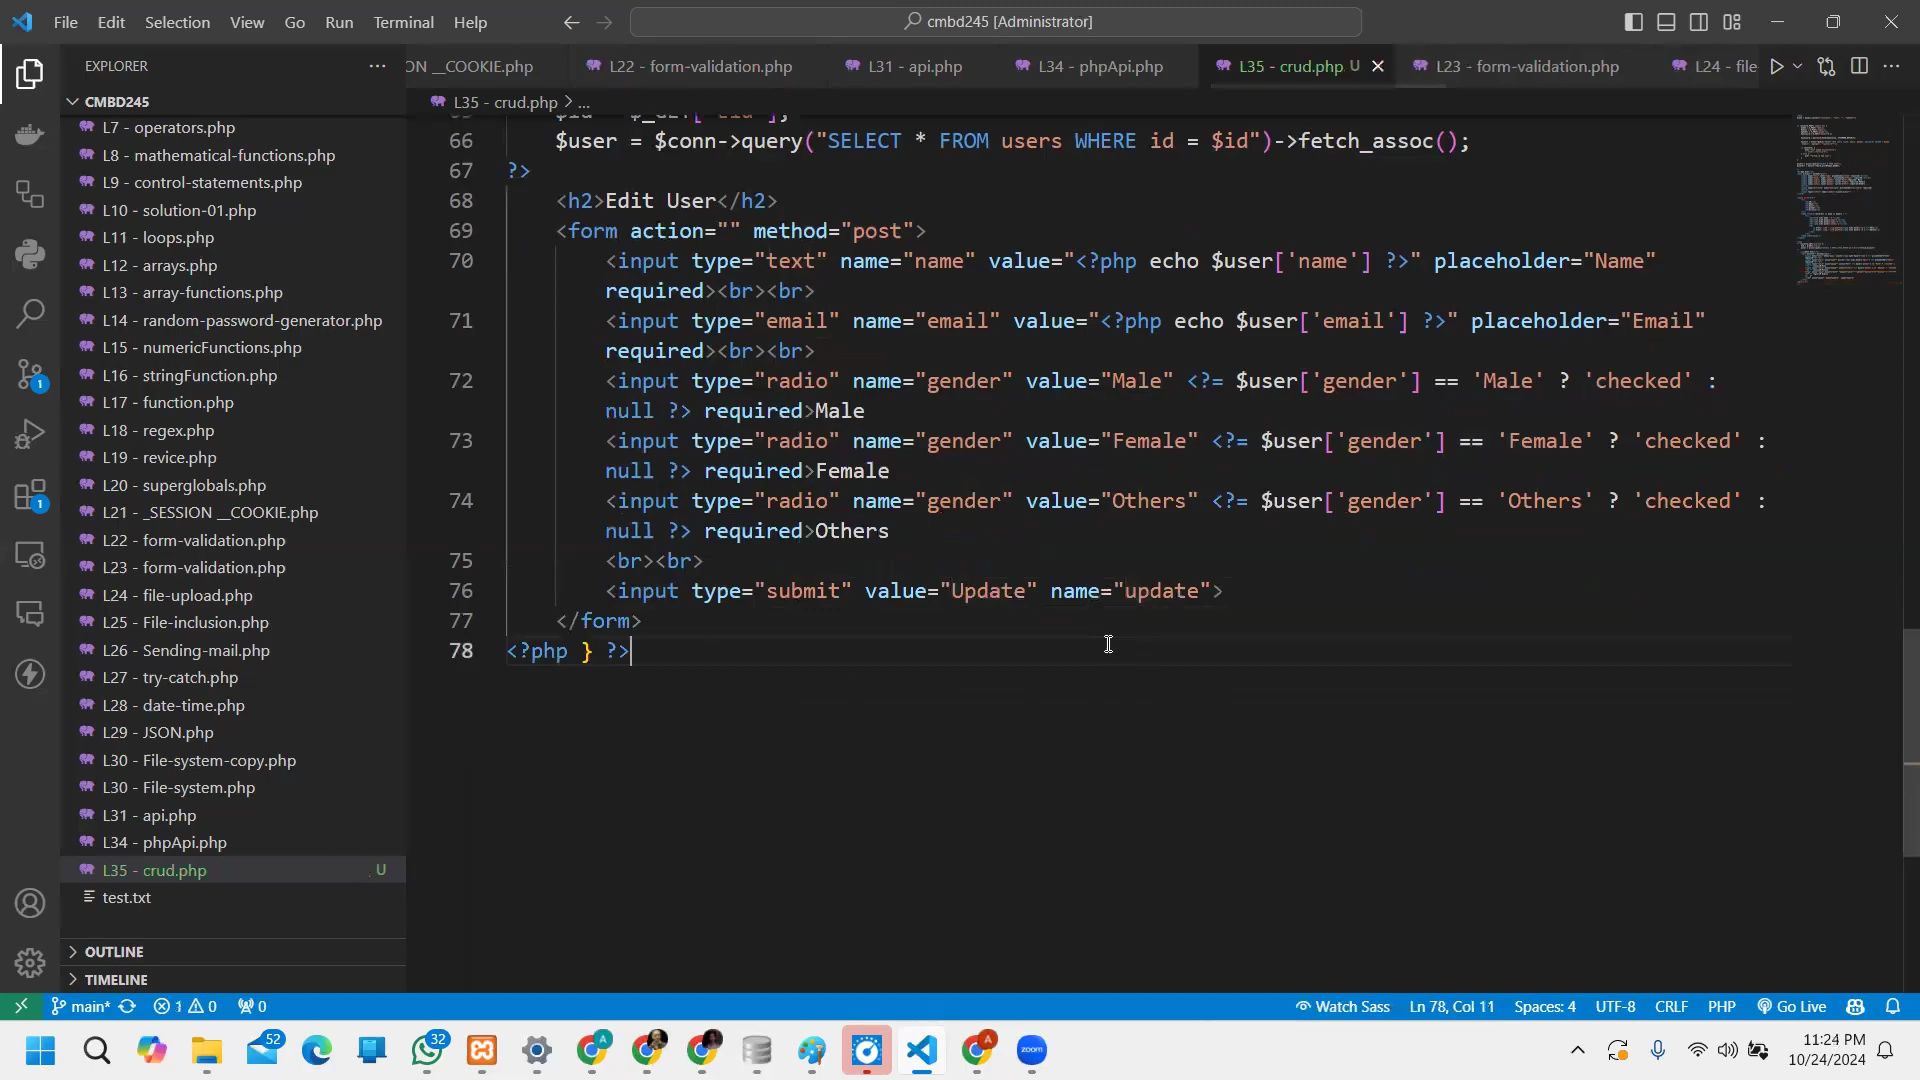 File Edit Selection View Go Run Terminal Help
cmbd245 [Administrator]
EXPLORER
ON __COOKIE.php L22 - form-validation.php L31 - api.php L34 - phpApi.php L35 - crud.php U L23 - form-validation.php L24 - file-
L35 - crud.php > ...
CMBD245
L7 - operators.php
L8 - mathematical-functions.php
L9 - control-statements.php
L10 - solution-01.php
L11 - loops.php
L12 - arrays.php
L13 - array-functions.php
L14 - random-password-generator.php
L15 - numericFunctions.php
L16 - stringFunction.php
L17 - function.php
L18 - regex.php
L19 - revice.php
L20 - superglobals.php
L21 - _SESSION __COOKIE.php
L22 - form-validation.php
L23 - form-validation.php
L24 - file-upload.php
L25 - File-inclusion.php
L26 - Sending-mail.php
L27 - try-catch.php
L28 - date-time.php
L29 - JSON.php
L30 - File-system-copy.php
L30 - File-system.php
L31 - api.php
L34 - phpApi.php
L35 - crud.php U
test.txt
OUTLINE
TIMELINE
66 $user = $conn->query("SELECT * FROM users WHERE id = $id")->fetch_assoc();
67 ?>
68 <h2>Edit User</h2>
69 <form action="" method="post">
70 <input type="text" name="name" value="<?php echo $user['name'] ?>" placeholder="Name"
required><br><br>
71 <input type="email" name="email" value="<?php echo $user['email'] ?>" placeholder="Email"
required><br><br>
72 <input type="radio" name="gender" value="Male" <?= $user['gender'] == 'Male' ? 'checked' :
null ?> required>Male
73 <input type="radio" name="gender" value="Female" <?= $user['gender'] == 'Female' ? 'checked' :
null ?> required>Female
74 <input type="radio" name="gender" value="Others" <?= $user['gender'] == 'Others' ? 'checked' :
null ?> required>Others
75 <br><br>
76 <input type="submit" value="Update" name="update">
77 </form>
78 <?php } ?>
1
1
main* 1 0 0 Watch Sass Ln 78, Col 11 Spaces: 4 UTF-8 CRLF PHP Go Live
52 32 A A zoom
11:24 PM
10/24/2024